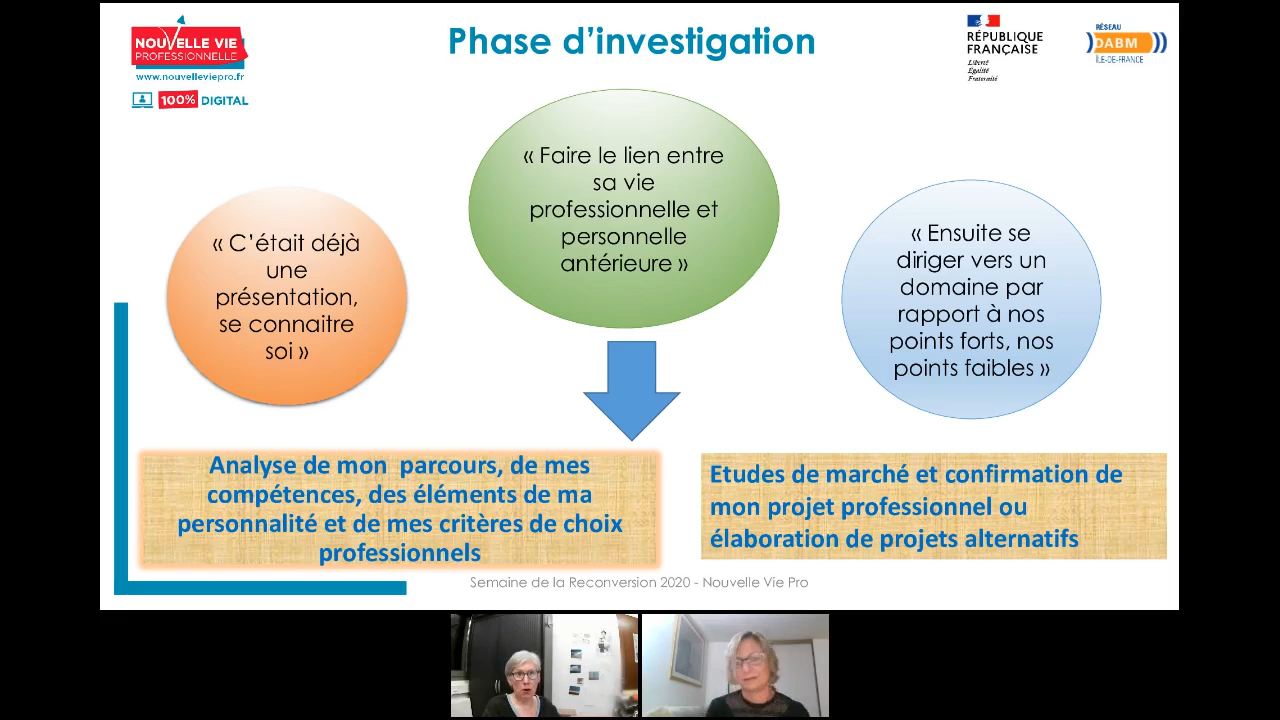 NOUVELLE VIE
PROFESSIONNELLE
www.nouvelleviepro.fr
100% DIGITAL
Phase d’investigation
RÉPUBLIQUE
FRANÇAISE
Liberté
Egalité
Fraternité
RÉSEAU
DABM
ÎLE-DE-FRANCE
« C’était déjà
une
présentation,
se connaitre
soi »
« Faire le lien entre
sa vie
professionnelle et
personnelle
antérieure »
« Ensuite se
diriger vers un
domaine par
rapport à nos
points forts, nos
points faibles »
Analyse de mon  parcours, de mes
compétences, des éléments de ma
personnalité et de mes critères de choix
professionnels
Etudes de marché et confirmation de
mon projet professionnel ou
élaboration de projets alternatifs
Semaine de la Reconversion 2020 - Nouvelle Vie Pro